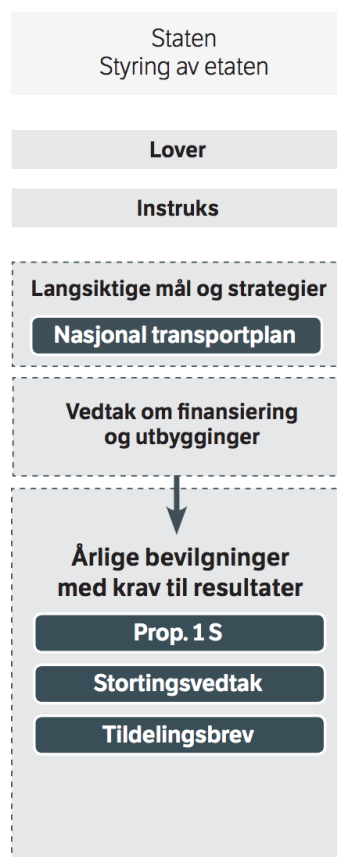 Staten
Styring av etaten
Lover
Instruks
Langsiktige mål og strategier
Nasjonal transportplan
Vedtak om finansiering
og utbygginger
Årlige bevilgninger
med krav til resultater
Prop. 1 S
Stortingsvedtak
Tildelingsbrev